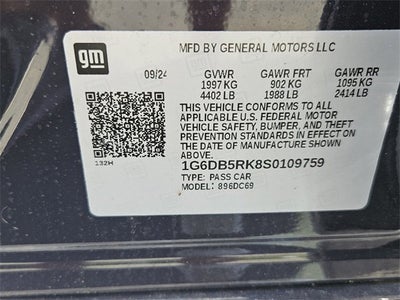 gm
MFD BY GENERAL MOTORS LLC
09/24 GVWR GAWR FRT GAWR RR
1997 KG 902 KG 1095 KG
4402 LB 1988 LB 2414 LB
THIS VEHICLE CONFORMS TO ALL
APPLICABLE U.S. FEDERAL MOTOR
VEHICLE SAFETY, BUMPER, AND THEFT
PREVENTION STANDARDS IN EFFECT ON
THE DATE OF MANUFACTURE SHOWN ABOVE.
1G6DB5RK8S0109759
132H
TYPE: PASS CAR
MODEL: 896DC69